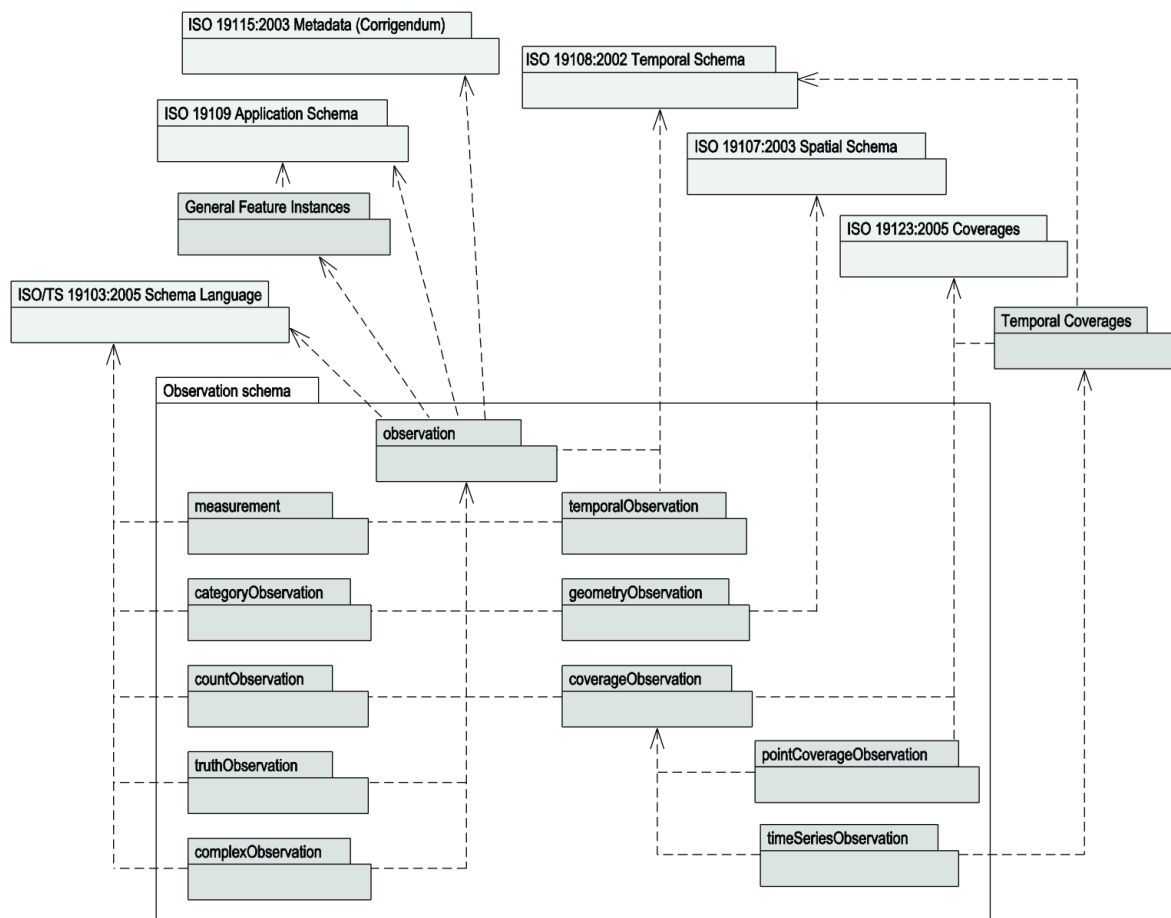 ISO 19115:2003 Metadata (Corrigendum)
ISO 19108:2002 Temporal Schema
ISO 19109 Application Schema
ISO 19107:2003 Spatial Schema
General Feature Instances
ISO 19123:2005 Coverages
ISO/TS 19103:2005 Schema Language
Temporal Coverages
Observation schema
observation
measurement
temporalObservation
categoryObservation
geometryObservation
countObservation
coverageObservation
truthObservation
pointCoverageObservation
complexObservation
timeSeriesObservation